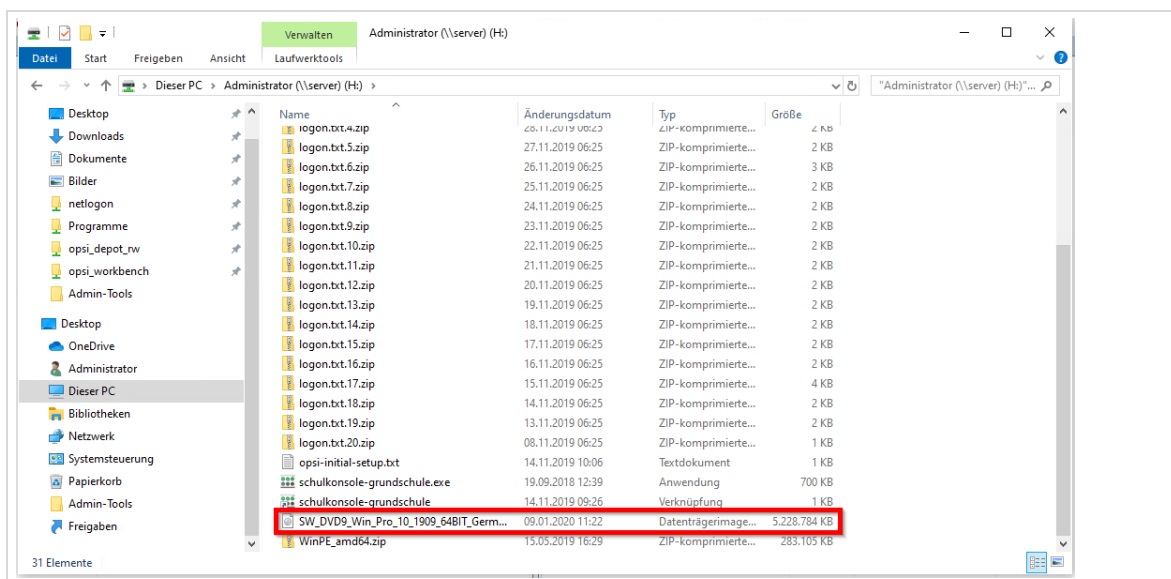 Verwalten Administrator (\\server) (H:)
Datei Start Freigeben Ansicht Laufwerktools
Dieser PC > Administrator (\\server) (H:) >
"Administrator (\\server) (H:)"...
Desktop
Downloads
Dokumente
Bilder
netlogon
Programme
opsi_depot_rw
opsi_workbench
Admin-Tools
Desktop
OneDrive
Administrator
Dieser PC
Bibliotheken
Netzwerk
Systemsteuerung
Papierkorb
Admin-Tools
Freigaben
Name Änderungsdatum Typ Größe
logon.txt.4.zip 28.11.2019 06:25 ZIP-komprimierte... 2 KB
logon.txt.5.zip 27.11.2019 06:25 ZIP-komprimierte... 2 KB
logon.txt.6.zip 26.11.2019 06:25 ZIP-komprimierte... 3 KB
logon.txt.7.zip 25.11.2019 06:25 ZIP-komprimierte... 2 KB
logon.txt.8.zip 24.11.2019 06:25 ZIP-komprimierte... 2 KB
logon.txt.9.zip 23.11.2019 06:25 ZIP-komprimierte... 2 KB
logon.txt.10.zip 22.11.2019 06:25 ZIP-komprimierte... 2 KB
logon.txt.11.zip 21.11.2019 06:25 ZIP-komprimierte... 2 KB
logon.txt.12.zip 20.11.2019 06:25 ZIP-komprimierte... 2 KB
logon.txt.13.zip 19.11.2019 06:25 ZIP-komprimierte... 2 KB
logon.txt.14.zip 18.11.2019 06:25 ZIP-komprimierte... 2 KB
logon.txt.15.zip 17.11.2019 06:25 ZIP-komprimierte... 2 KB
logon.txt.16.zip 16.11.2019 06:25 ZIP-komprimierte... 2 KB
logon.txt.17.zip 15.11.2019 06:25 ZIP-komprimierte... 4 KB
logon.txt.18.zip 14.11.2019 06:25 ZIP-komprimierte... 2 KB
logon.txt.19.zip 13.11.2019 06:25 ZIP-komprimierte... 2 KB
logon.txt.20.zip 08.11.2019 06:25 ZIP-komprimierte... 1 KB
opsi-initial-setup.txt 14.11.2019 10:06 Textdokument 1 KB
schulkonsole-grundschule.exe 19.09.2018 12:39 Anwendung 700 KB
schulkonsole-grundschule 14.11.2019 09:26 Verknüpfung 1 KB
SW_DVD9_Win_Pro_10_1909_64BIT_Germ... 09.01.2020 11:22 Datenträgerimage... 5.228.784 KB
WinPE_amd64.zip 15.05.2019 16:29 ZIP-komprimierte... 283.105 KB
31 Elemente